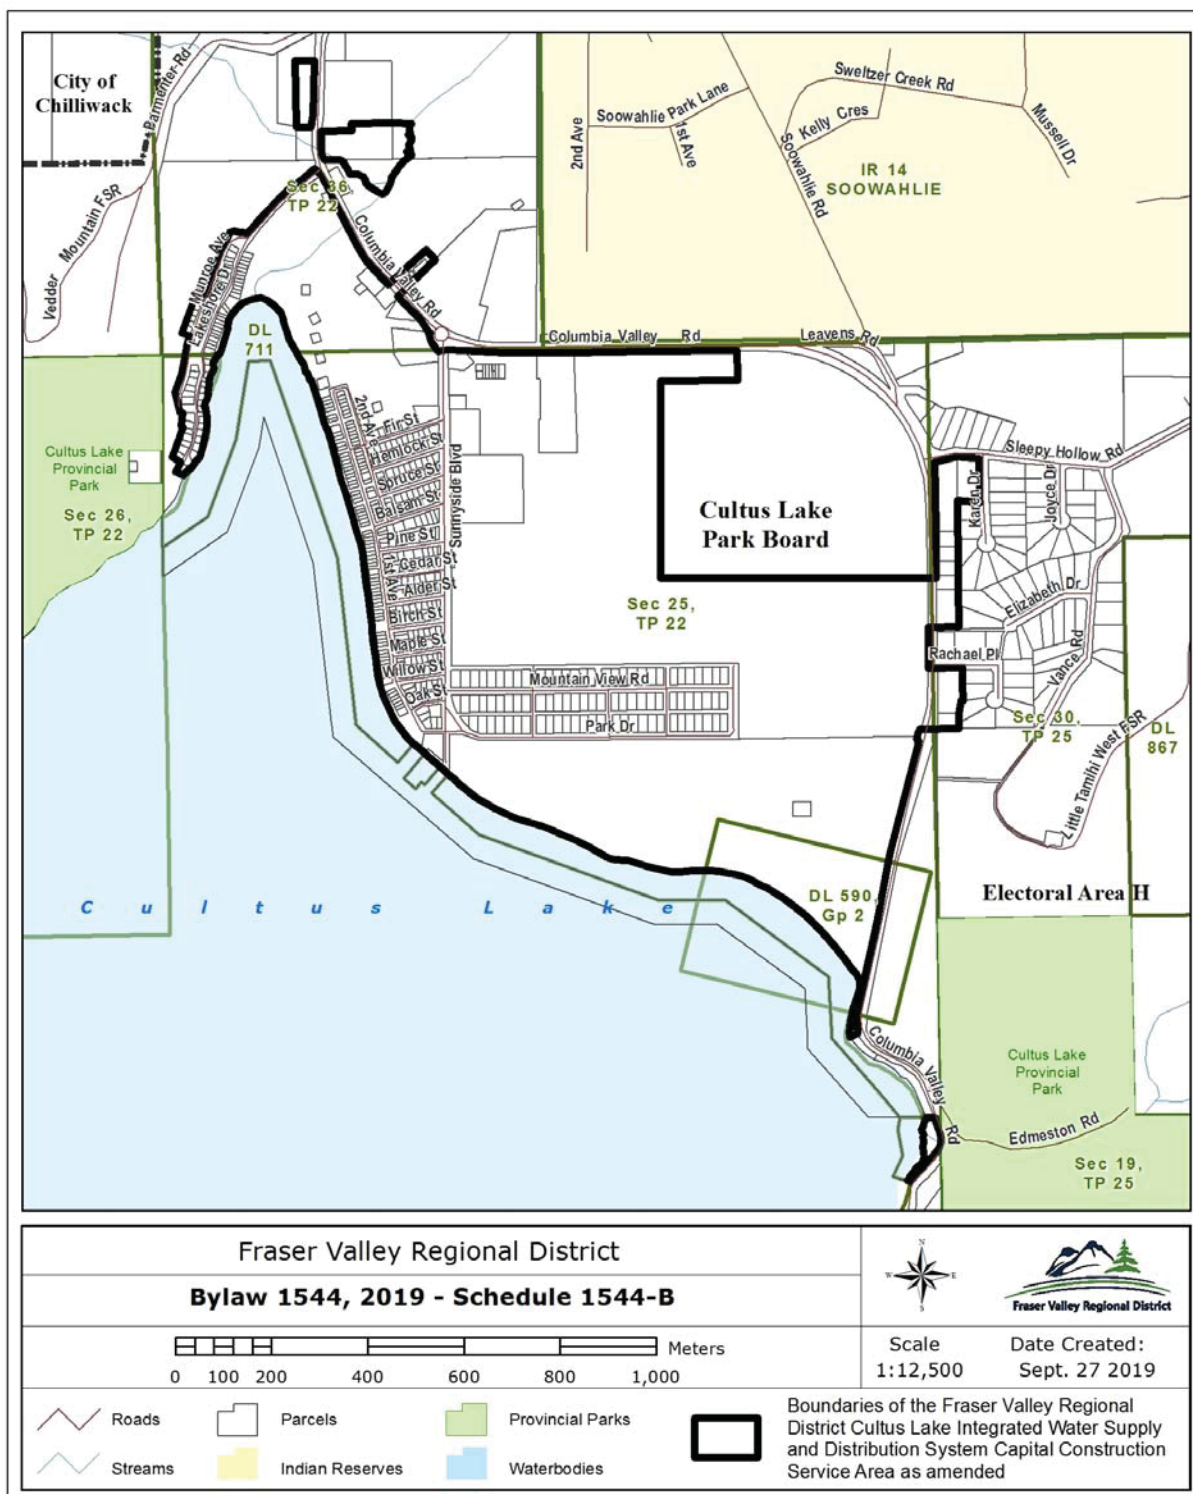 City of
Chilliwack
Parmenter Rd
Vedder Mountain FSR
Sec 36,
TP 22
Munroe Ave
Lakeshore Dr
Columbia Valley Rd
DL
711
2nd Ave
Soowahlie Park Lane
1st Ave
Sweltzer Creek Rd
Kelly Cres
Soowahlie Rd
Mussell Dr
IR 14
SOOWAHLIE
Columbia Valley Rd
Leavens Rd
Cultus Lake
Provincial
Park
Sec 26,
TP 22
2nd Ave
Fir St
Hemlock St
Spruce St
Balsam St
Pine St
Cedar St
Alder St
Birch St
Maple St
Willow St
Oak St
1st Ave
Sunnyside Blvd
Cultus Lake
Park Board
Sec 25,
TP 22
Mountain View Rd
Park Dr
Sleepy Hollow Rd
Karen Dr
Joyce Dr
Elizabeth Dr
Rachael Pl
Vance Rd
Sec 30,
TP 25
Little Tamihi West FSR
DL
867
Electoral Area H
Cultus Lake
DL 590,
Gp 2
Columbia Valley Rd
Cultus Lake
Provincial
Park
Edmeston Rd
Sec 19,
TP 25
Fraser Valley Regional District
Bylaw 1544, 2019 - Schedule 1544-B
N
W E
S
Fraser Valley Regional District
Meters
0 100 200 400 600 800 1,000
Scale
1:12,500
Date Created:
Sept. 27 2019
Roads
Parcels
Provincial Parks
Streams
Indian Reserves
Waterbodies
Boundaries of the Fraser Valley Regional
District Cultus Lake Integrated Water Supply
and Distribution System Capital Construction
Service Area as amended